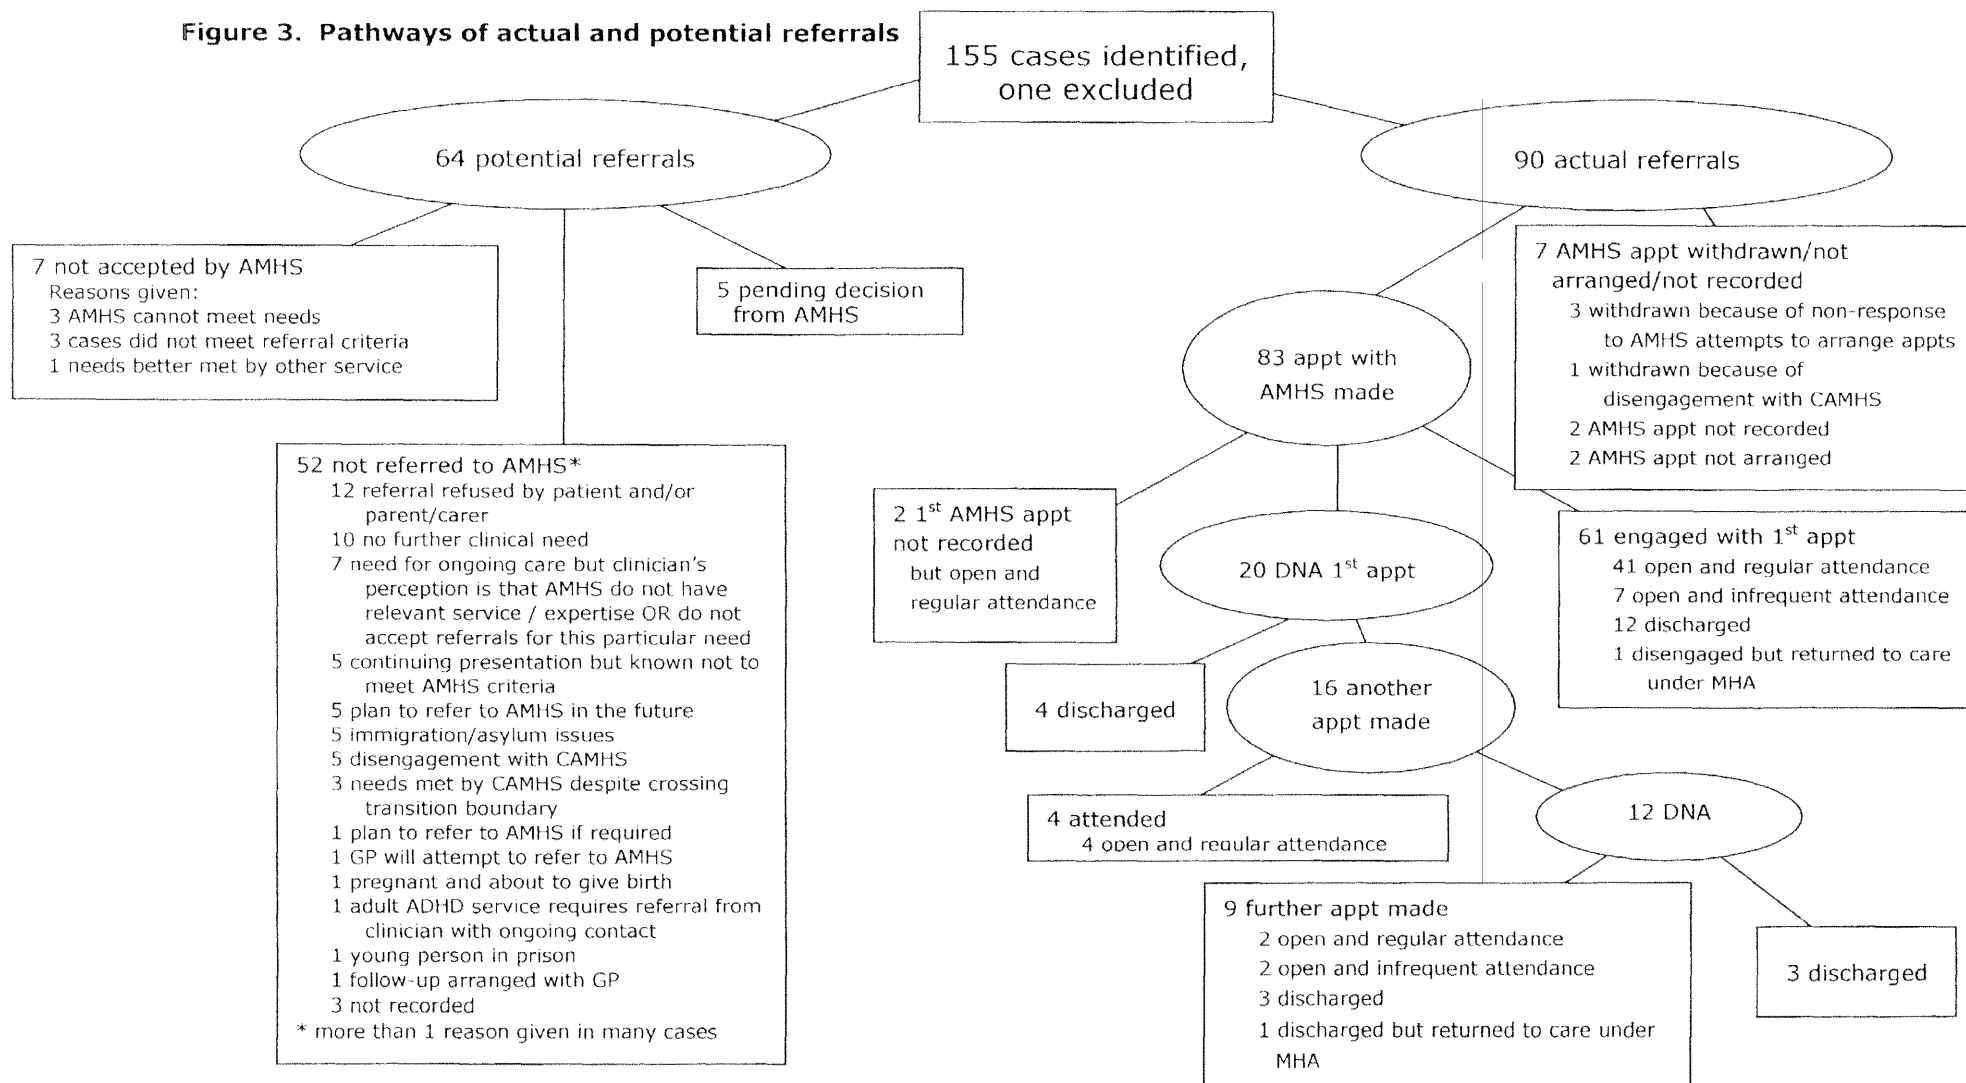 Figure 3. Pathways of actual and potential referrals
155 cases identified,
one excluded
64 potential referrals
90 actual referrals
7 not accepted by AMHS
Reasons given:
3 AMHS cannot meet needs
3 cases did not meet referral criteria
1 needs better met by other service
5 pending decision
from AMHS
52 not referred to AMHS*
12 referral refused by patient and/or
parent/carer
10 no further clinical need
7 need for ongoing care but clinician's
perception is that AMHS do not have
relevant service / expertise OR do not
accept referrals for this particular need
5 continuing presentation but known not to
meet AMHS criteria
5 plan to refer to AMHS in the future
5 immigration/asylum issues
5 disengagement with CAMHS
3 needs met by CAMHS despite crossing
transition boundary
1 plan to refer to AMHS if required
1 GP will attempt to refer to AMHS
1 pregnant and about to give birth
1 adult ADHD service requires referral from
clinician with ongoing contact
1 young person in prison
1 follow-up arranged with GP
3 not recorded
* more than 1 reason given in many cases
83 appt with
AMHS made
7 AMHS appt withdrawn/not
arranged/not recorded
3 withdrawn because of non-response
to AMHS attempts to arrange appts
1 withdrawn because of
disengagement with CAMHS
2 AMHS appt not recorded
2 AMHS appt not arranged
2 1st AMHS appt
not recorded
but open and
regular attendance
20 DNA 1st appt
61 engaged with 1st appt
41 open and regular attendance
7 open and infrequent attendance
12 discharged
1 disengaged but returned to care
under MHA
4 discharged
16 another
appt made
4 attended
4 open and regular attendance
12 DNA
9 further appt made
2 open and regular attendance
2 open and infrequent attendance
3 discharged
1 discharged but returned to care under
MHA
3 discharged